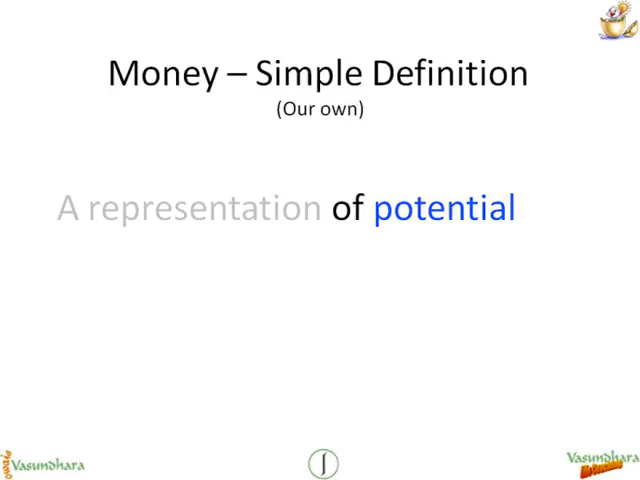 Money – Simple Definition
(Our own)
A representation of potential
Vasundhara
Vasundhara